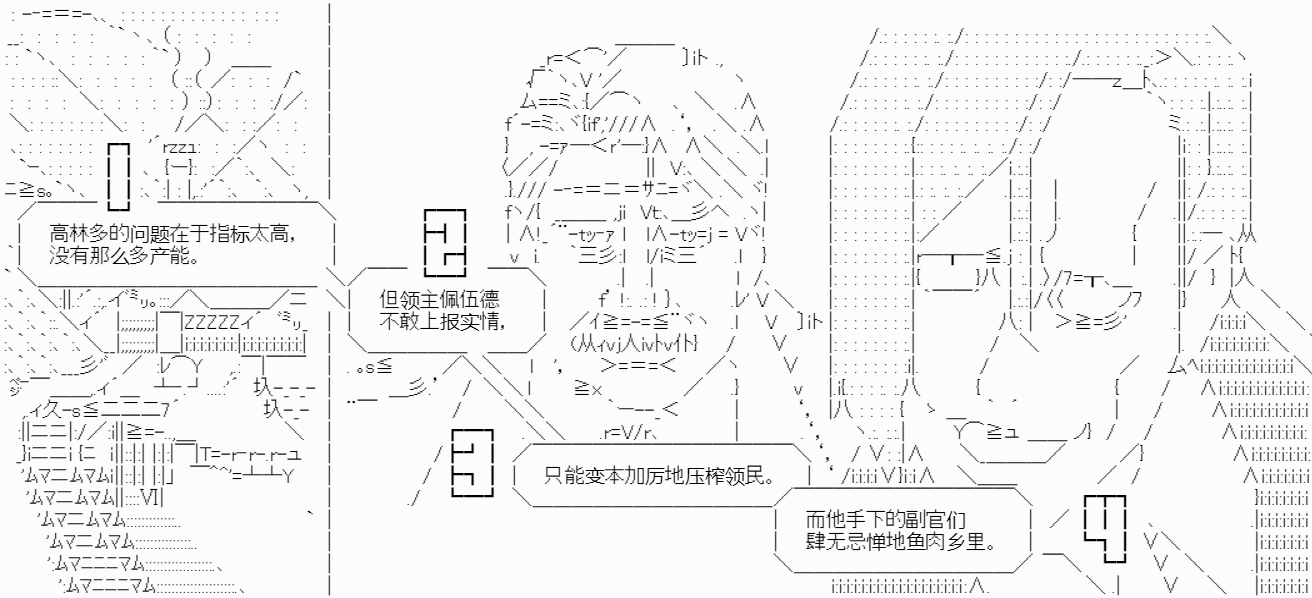 高林多的问题在于指标太高，
没有那么多产能。
但领主佩伍德
不敢上报实情，
只能变本加厉地压榨领民。
而他手下的副官们
肆无忌惮地鱼肉乡里。